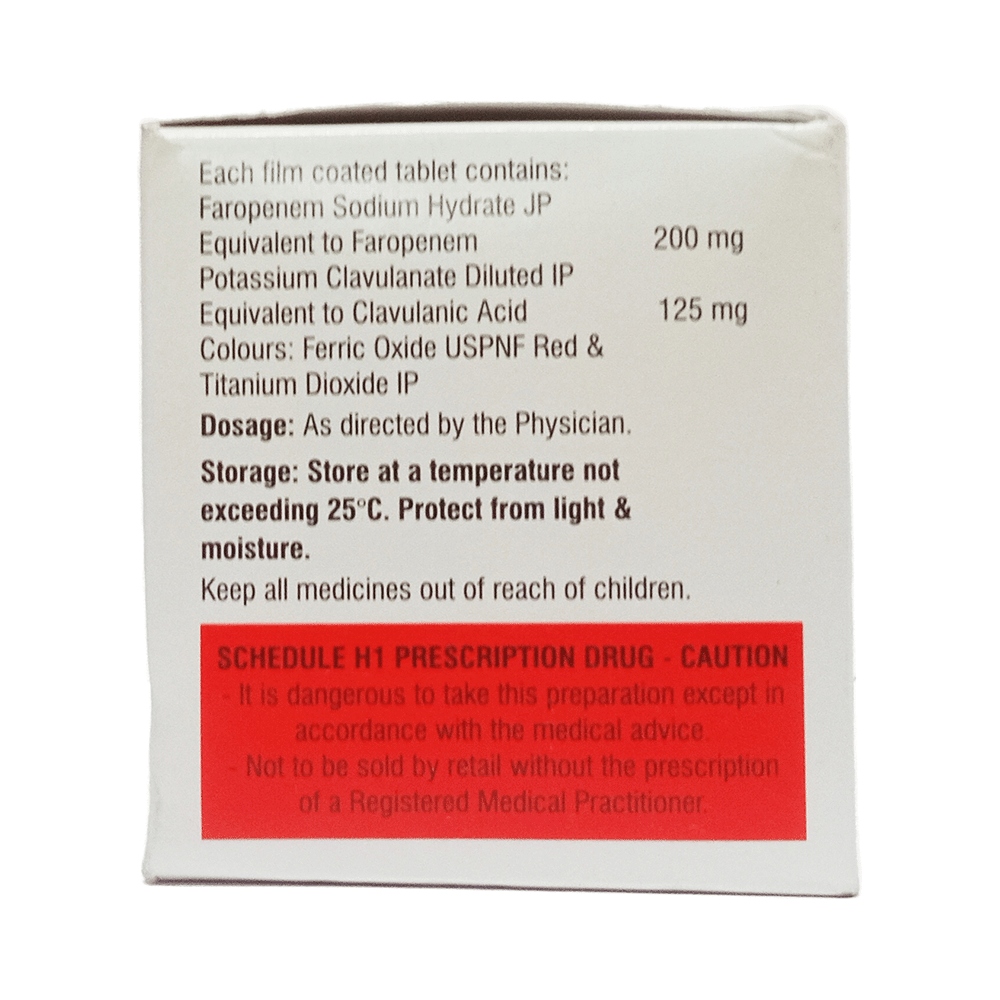 Each film coated tablet contains:
Faropenem Sodium Hydrate JP
Equivalent to Faropenem 200 mg
Potassium Clavulanate Diluted IP
Equivalent to Clavulanic Acid 125 mg
Colours: Ferric Oxide USPNF Red &
Titanium Dioxide IP
Dosage: As directed by the Physician.
Storage: Store at a temperature not
exceeding 25°C. Protect from light &
moisture.
Keep all medicines out of reach of children.
SCHEDULE H1 PRESCRIPTION DRUG - CAUTION
- It is dangerous to take this preparation except in
accordance with the medical advice.
- Not to be sold by retail without the prescription
of a Registered Medical Practitioner.